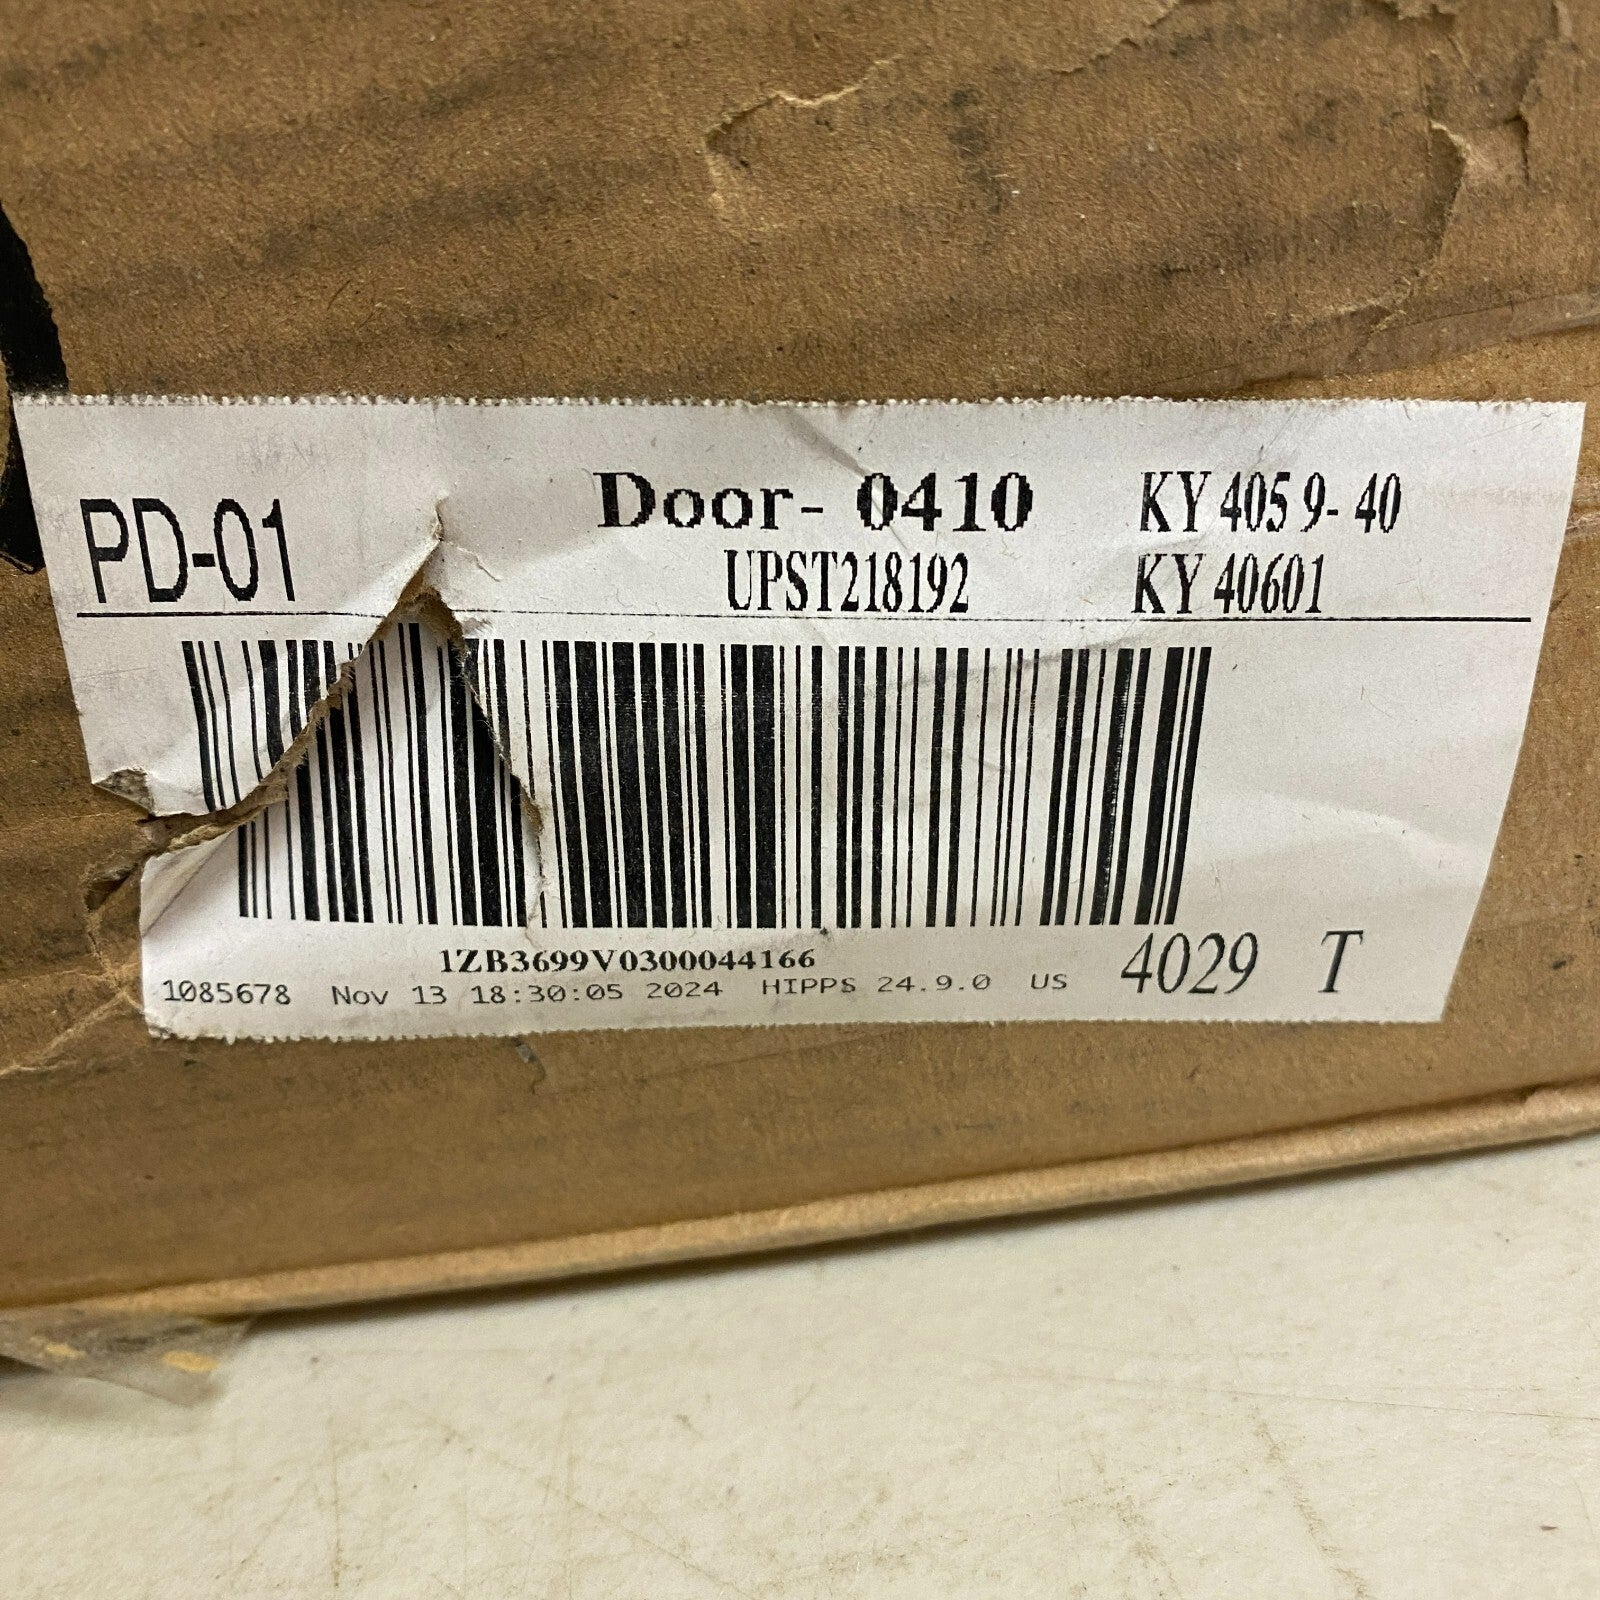 PD-01 Door- 0410 KY 405 9- 40
UPST218192 KY 40601
1ZB3699V0300044166
1085678 Nov 13 18:30:05 2024 HIPPS 24.9.0 US 4029 T